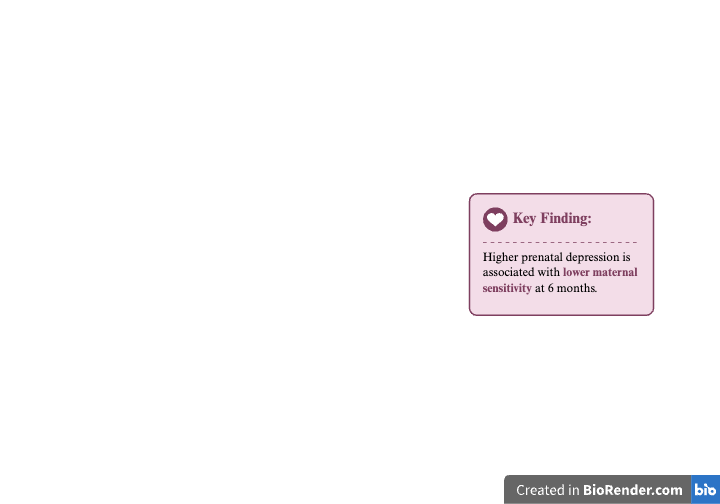 Key Finding:
Higher prenatal depression is
associated with lower maternal
sensitivity at 6 months.
Created in BioRender.com bio